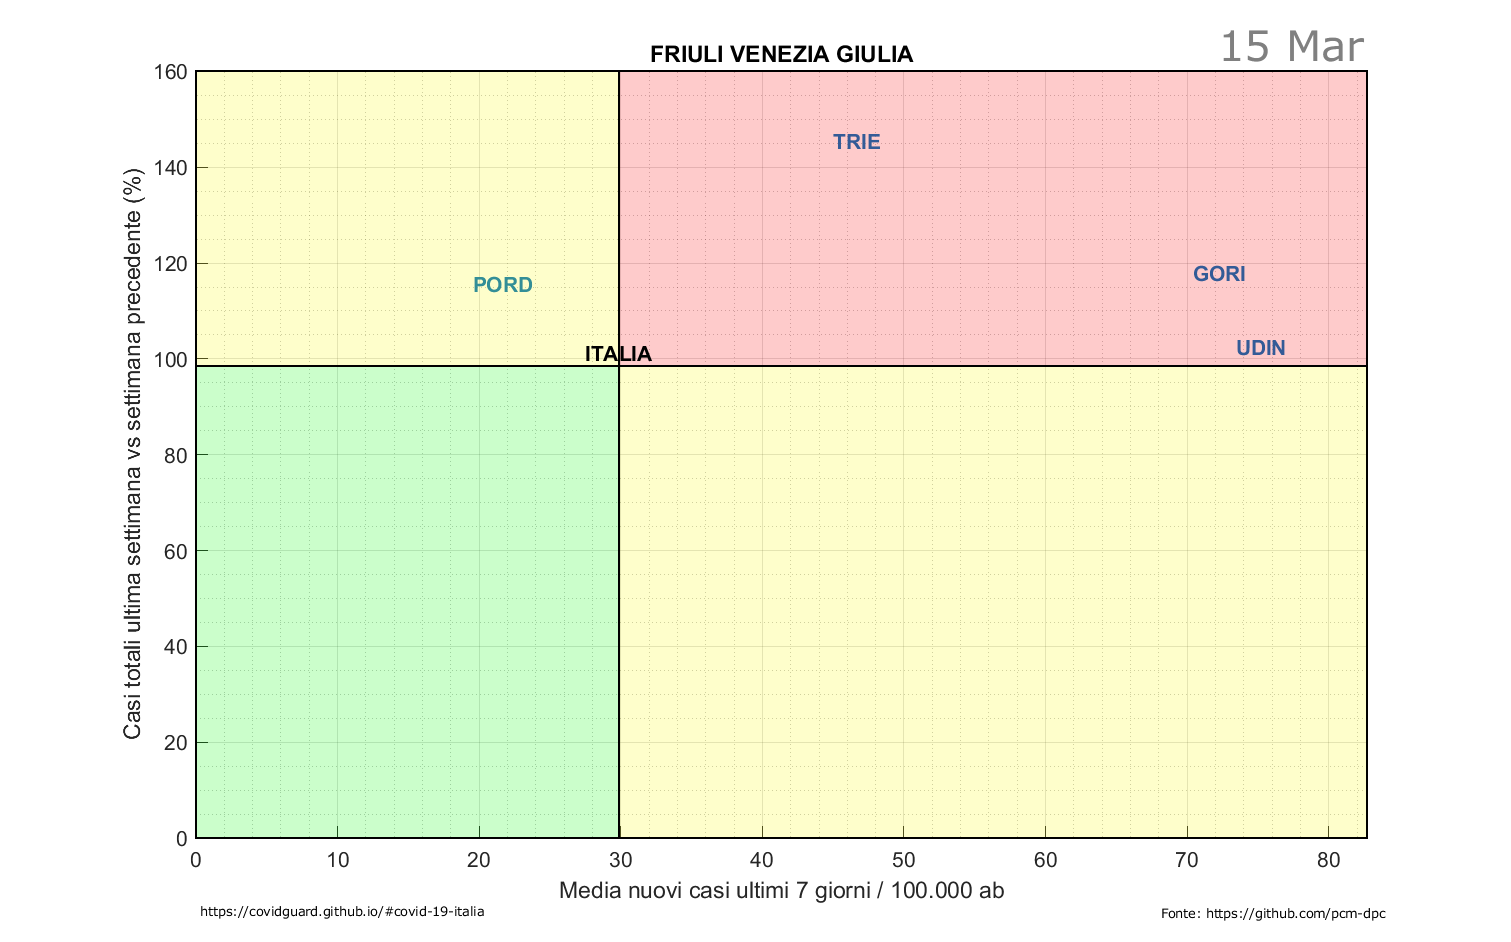 15 Mar
FRIULI VENEZIA GIULIA
160
140
120
100
80
60
40
20
0
Casi totali ultima settimana vs settimana precedente (%)
TRIE
GORI
PORD
UDIN
ITALIA
0 10 20 30 40 50 60 70 80
Media nuovi casi ultimi 7 giorni / 100.000 ab
https://covidguard.github.io/#covid-19-italia
Fonte: https://github.com/pcm-dpc